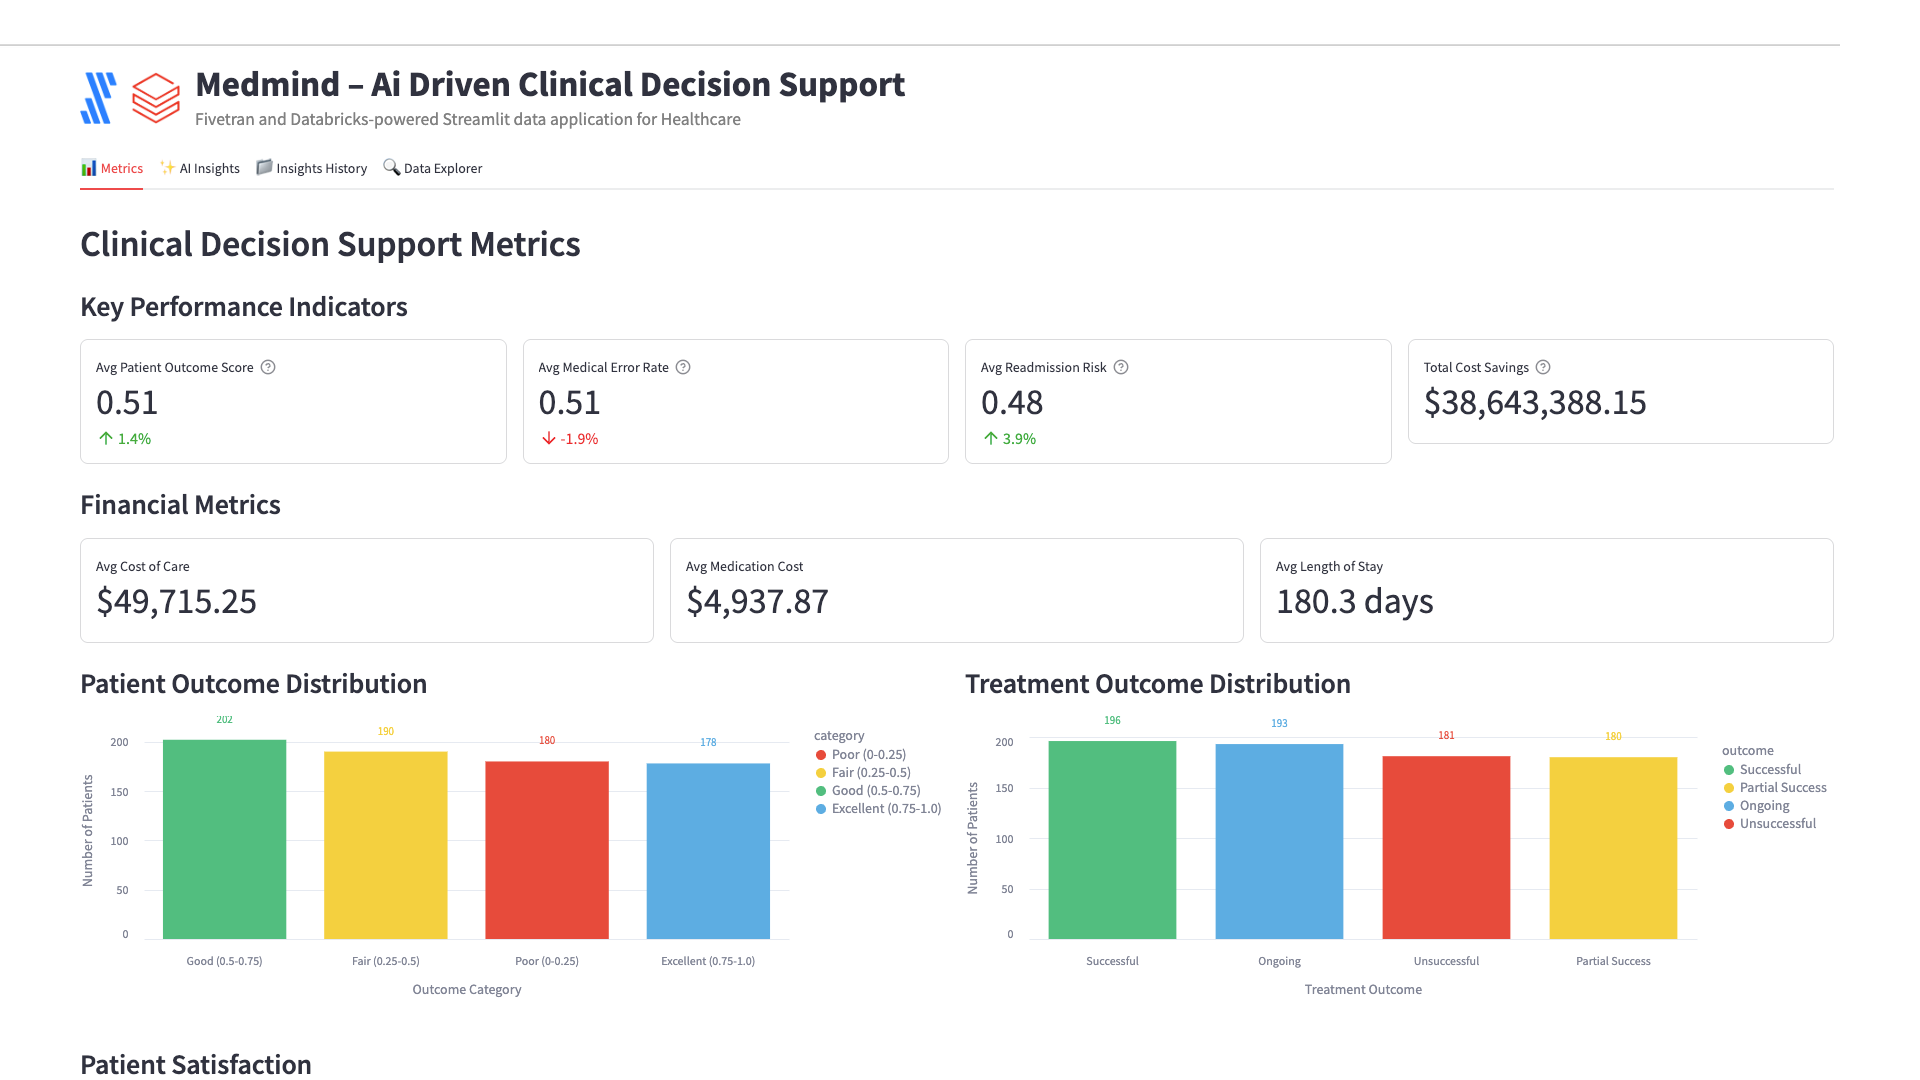 Medmind – Ai Driven Clinical Decision Support
Fivetran and Databricks-powered Streamlit data application for Healthcare
Metrics
AI Insights
Insights History
Data Explorer
Clinical Decision Support Metrics
Key Performance Indicators
Avg Patient Outcome Score
0.51
1.4%
Avg Medical Error Rate
0.51
-1.9%
Avg Readmission Risk
0.48
3.9%
Total Cost Savings
$38,643,388.15
Financial Metrics
Avg Cost of Care
$49,715.25
Avg Medication Cost
$4,937.87
Avg Length of Stay
180.3 days
Patient Outcome Distribution
202
190
180
178
200
150
100
50
0
Number of Patients
Good (0.5-0.75)
Fair (0.25-0.5)
Poor (0-0.25)
Excellent (0.75-1.0)
Outcome Category
category
Poor (0-0.25)
Fair (0.25-0.5)
Good (0.5-0.75)
Excellent (0.75-1.0)
Treatment Outcome Distribution
196
193
181
180
200
150
100
50
0
Number of Patients
Successful
Ongoing
Unsuccessful
Partial Success
Treatment Outcome
outcome
Successful
Partial Success
Ongoing
Unsuccessful
Patient Satisfaction